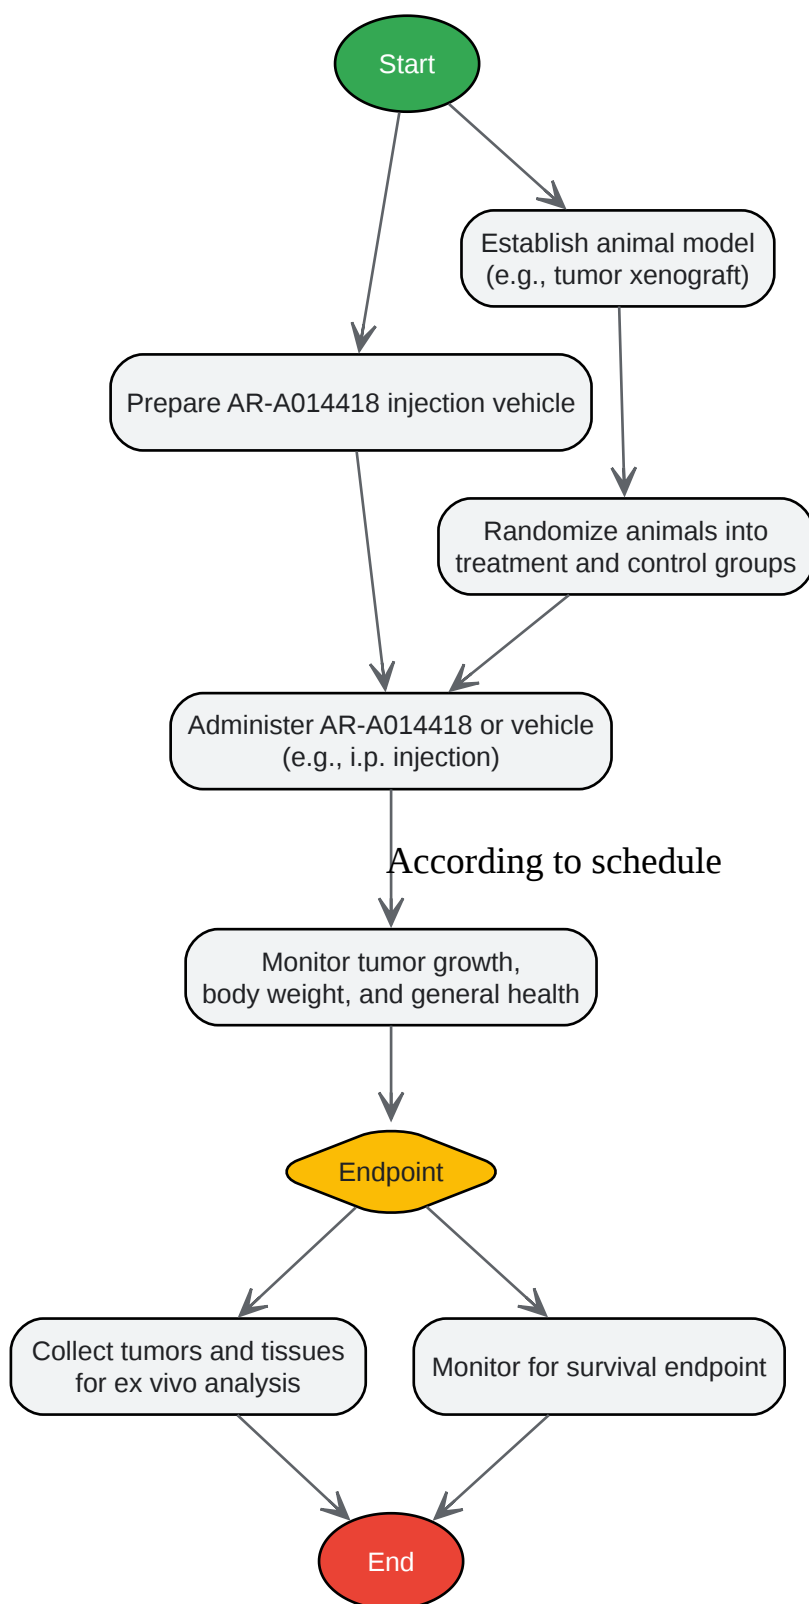 Start
Establish animal model
(e.g., tumor xenograft)
Prepare AR-A014418 injection vehicle
Randomize animals into
treatment and control groups
Administer AR-A014418 or vehicle
(e.g., i.p. injection)
According to schedule
Monitor tumor growth,
body weight, and general health
Endpoint
Collect tumors and tissues
for ex vivo analysis
Monitor for survival endpoint
End